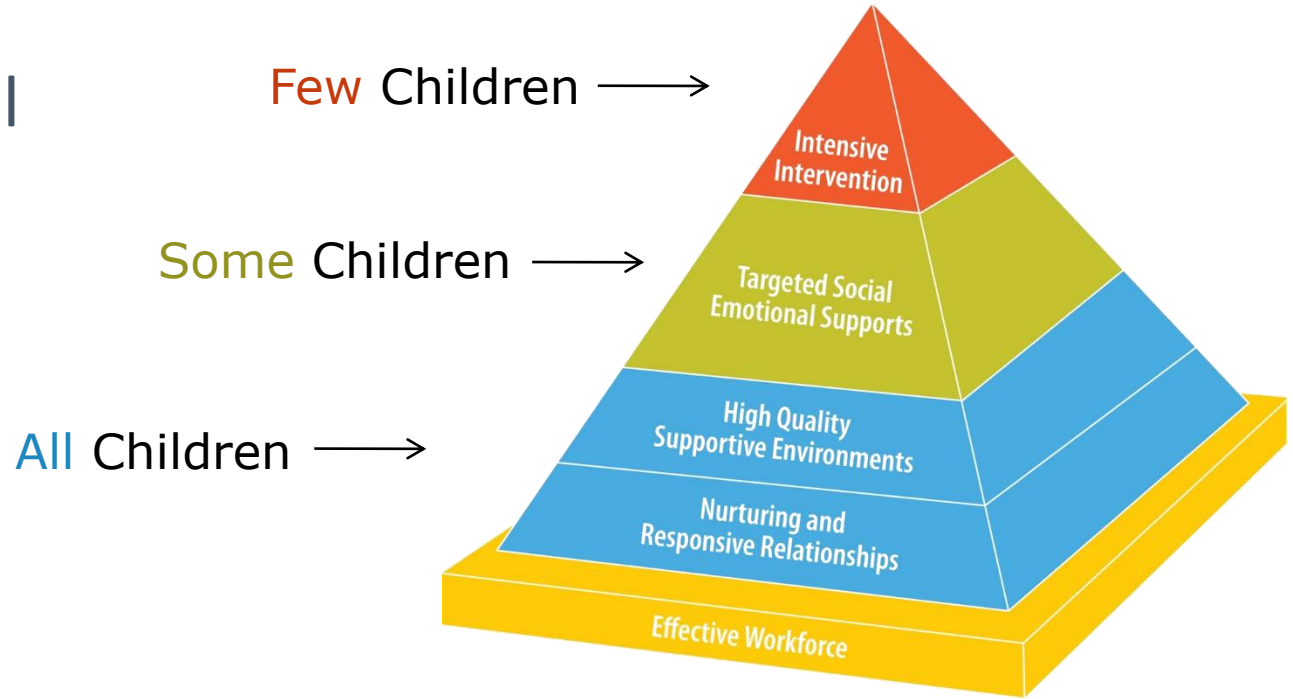 Few Children
Intensive
Intervention
Some Children
Targeted Social
Emotional Supports
All Children
High Quality
Supportive Environments
Nurturing and
Responsive Relationships
Effective Workforce